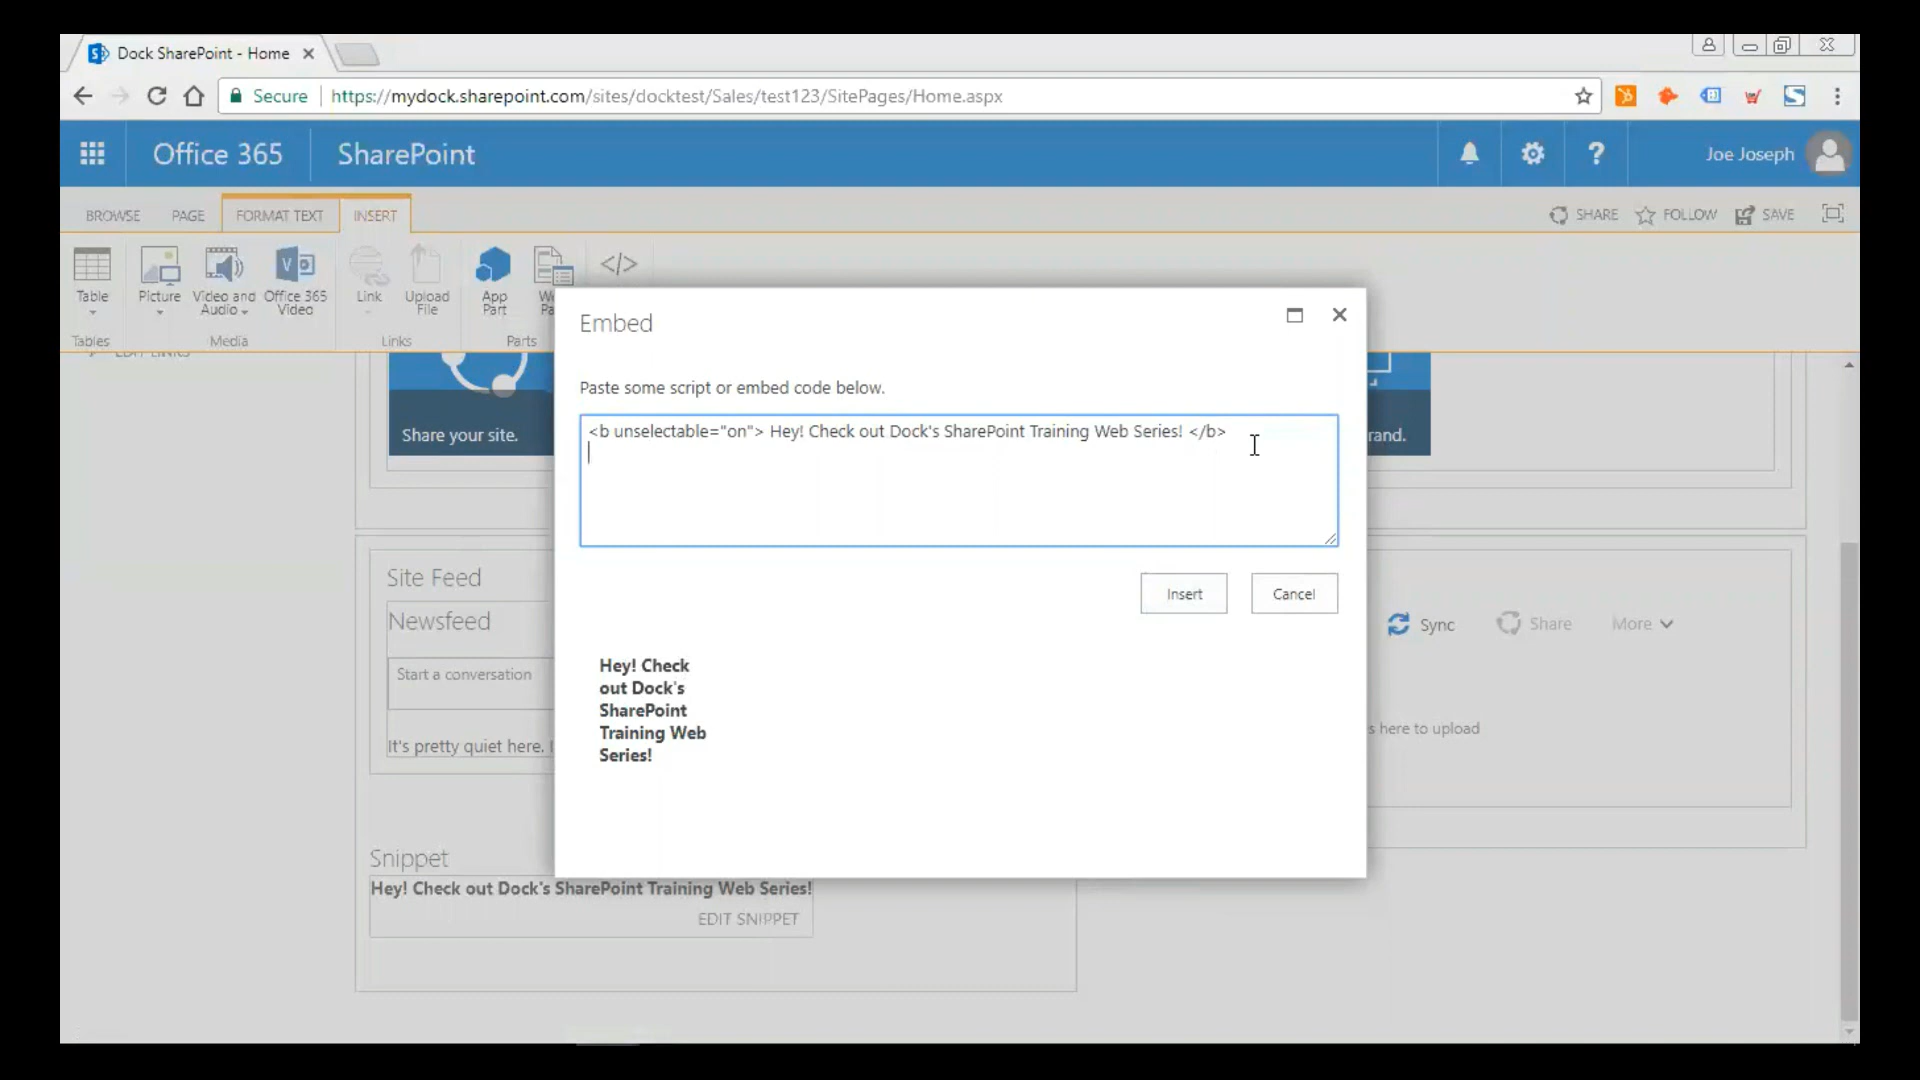 Dock SharePoint - Home
Secure
https://mydock.sharepoint.com/sites/docktest/Sales/test123/SitePages/Home.aspx
Office 365
SharePoint
Joe Joseph
BROWSE
PAGE
FORMAT TEXT
INSERT
SHARE
FOLLOW
SAVE
Table
Picture
Video and
Audio
Office 365
Video
Link
Upload
File
App
Part
Tables
Media
Links
Parts
EDIT LINKS
Embed
Paste some script or embed code below.
<b unselectable="on"> Hey! Check out Dock's SharePoint Training Web Series! </b>
Share your site.
rand.
Insert
Cancel
Site Feed
Newsfeed
Start a conversation
It's pretty quiet here.
Sync
Share
More
s here to upload
Hey! Check
out Dock's
SharePoint
Training Web
Series!
Snippet
Hey! Check out Dock's SharePoint Training Web Series!
EDIT SNIPPET